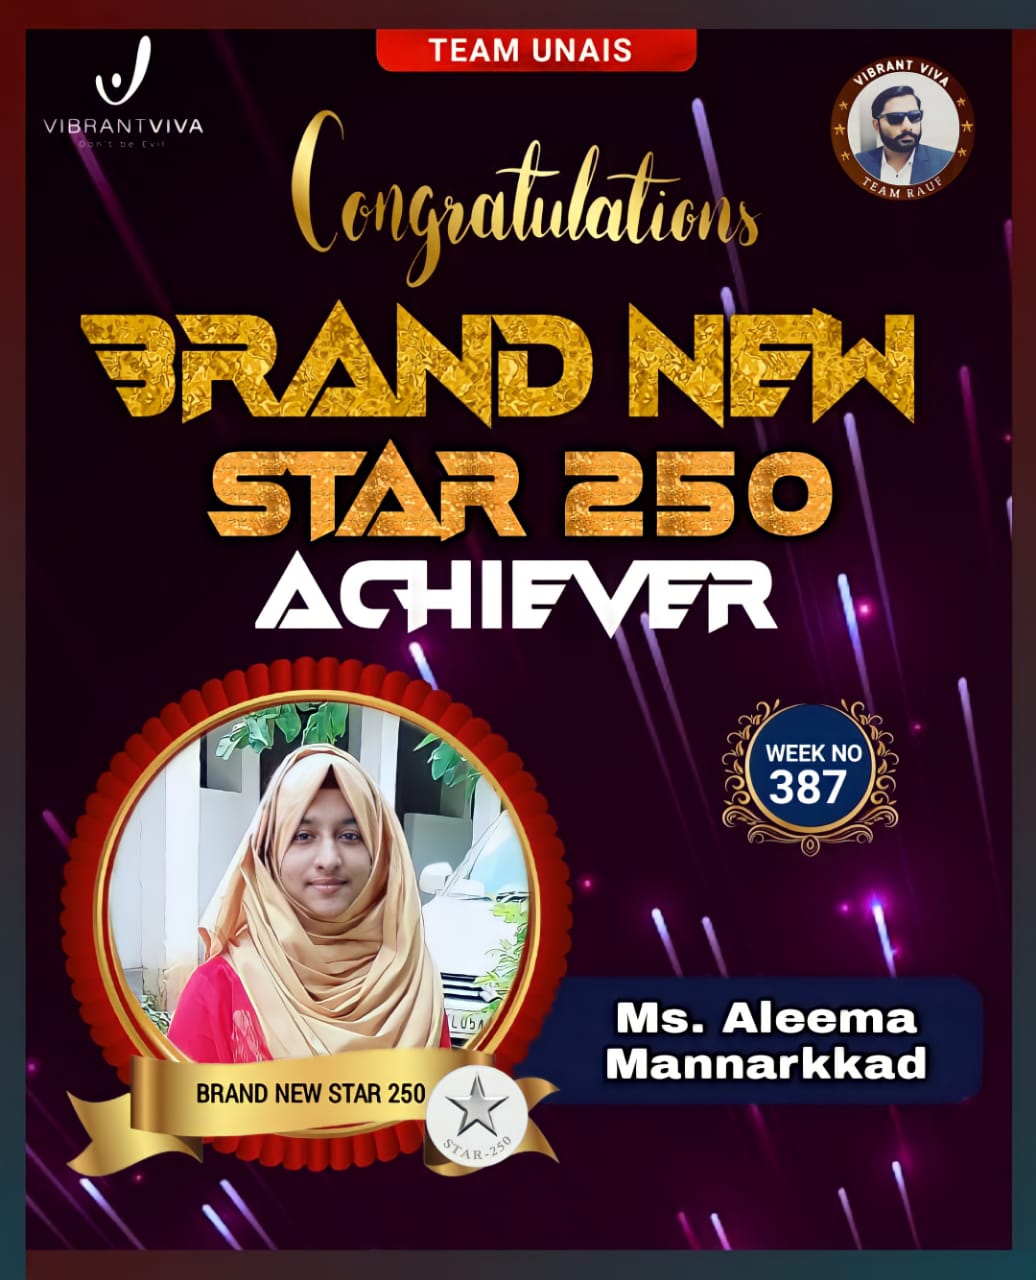 TEAM UNAIS
VIBRANTVIVA
Don't be Evil
VIBRANT VIVA
TEAM RAUF
Congratulations
BRAND NEW
STAR 250
ACHIEVER
WEEK NO
387
Ms. Aleema
Mannarkkad
BRAND NEW STAR 250
STAR-250